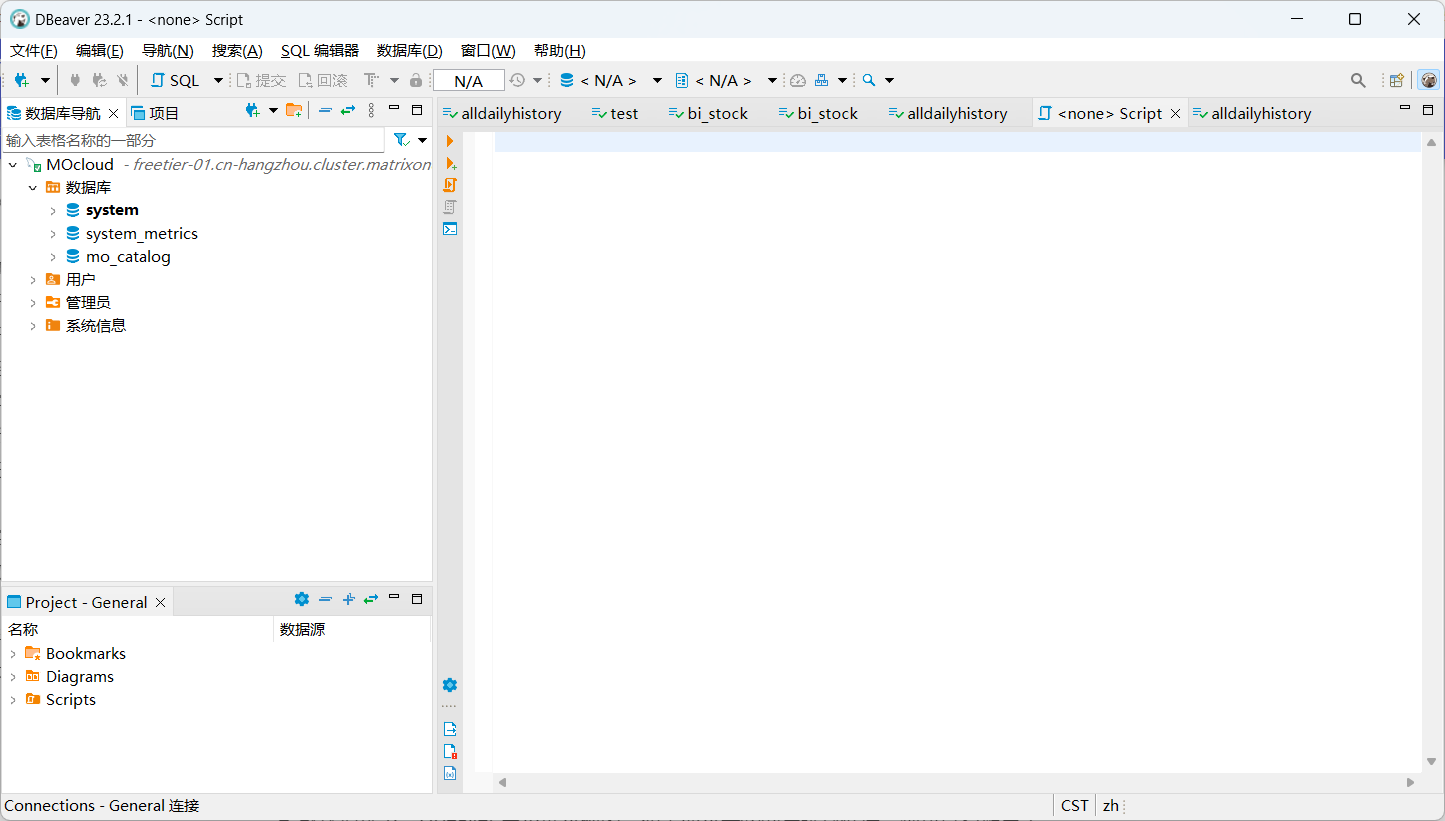 DBeaver 23.2.1 - <none> Script
文件(F) 编辑(E) 导航(N) 搜索(A) SQL 编辑器 数据库(D) 窗口(W) 帮助(H)
SQL 提交 回滚 N/A < N/A > < N/A >
数据库导航 项目
alldailyhistory test bi_stock bi_stock alldailyhistory <none> Script alldailyhistory
输入表格名称的一部分
MOcloud - freetier-01.cn-hangzhou.cluster.matrixon
数据库
system
system_metrics
mo_catalog
用户
管理员
系统信息
Project - General
名称 数据源
Bookmarks
Diagrams
Scripts
Connections - General 连接 CST zh